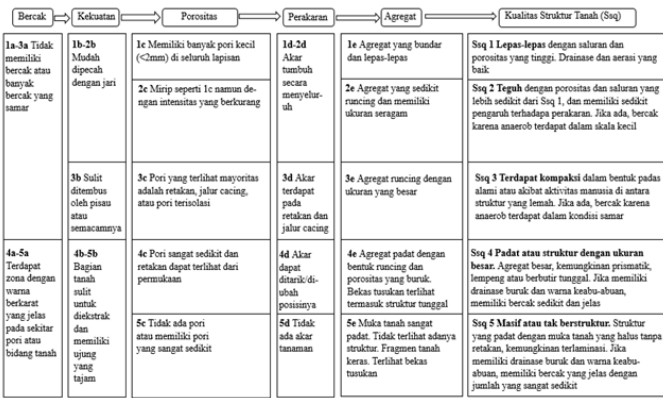 Bercak
Kekuatan
Porositas
Perakaran
Agregat
Kualitas Struktur Tanah (Ssq)
1a-3a Tidak
memiliki
bercak atau
banyak
bercak yang
samar
4a-5a
Terdapat
zona dengan
warna
berkarat
yang jelas
pada sekitar
pori atau
bidang tanah
1b-2b
Mudah
dipecah
dengan jari
3b Sulit
ditembus
oleh pisau
atau
semacamnya
4b-5b
Bagian
tanah
sulit
untuk
diekstrak
dan
memiliki
ujung
yang
tajam
1c Memiliki banyak pori kecil
(<2mm) di seluruh lapisan
2c Mirip seperti 1c namun de-
ngan intensitas yang berkurang
3c Pori yang terlihat mayoritas
adalah retakan, jalur cacing,
atau pori terisolasi
4c Pori sangat sedikit dan
retakan dapat terlihat dari
permukaan
5c Tidak ada pori
atau memiliki pori
yang sangat sedikit
1d-2d
Akar
tumbuh
secara
menyelur-
uh
3d Akar
terdapat
pada
retakan dan
jalur cacing
4d Akar
dapat
ditarik/di-
ubah
posisinya
5d Tidak
ada akar
tanaman
1e Agregat yang bundar
dan lepas-lepas
2e Agregat yang sedikit
runcing dan memiliki
ukuran seragam
3e Agregat runcing dengan
ukuran yang besar
4e Agregat padat dengan
bentuk runcing dan
porositas yang buruk.
Bekas tusukan terlihat
termasuk struktur tunggal
5e Muka tanah sangat
padat. Tidak terlihat adanya
struktur. Fragmen tanah
keras. Terlihat bekas
tusukan
Ssq 1 Lepas-lepas dengan saluran dan
porositas yang tinggi. Drainase dan aerasi yang
baik
Ssq 2 Teguh dengan porositas dan saluran yang
lebih sedikit dari Ssq 1, dan memiliki sedikit
pengaruh terhadapa perakaran. Jika ada, bercak
karena anaerob terdapat dalam skala kecil
Ssq 3 Terdapat kompaksi dalam bentuk padas
alami atau akibat aktivitas manusia di antara
struktur yang lemah. Jika ada, bercak karena
anaerob terdapat dalam kondisi samar
Ssq 4 Padat atau struktur dengan ukuran
besar. Agregat besar, kemungkinan prismatik,
lempeng atau berbutir tunggal. Jika memiliki
drainase buruk dan warna keabu-abuan,
memiliki bercak sedikit dan jelas
Ssq 5 Masif atau tak berstruktur. Struktur
yang padat dengan muka tanah yang halus tanpa
retakan, kemungkinan terlaminasi. Jika
memiliki drainase buruk dan warna keabu-
abuan, memiliki bercak yang jelas dengan
jumlah yang sangat sedikit